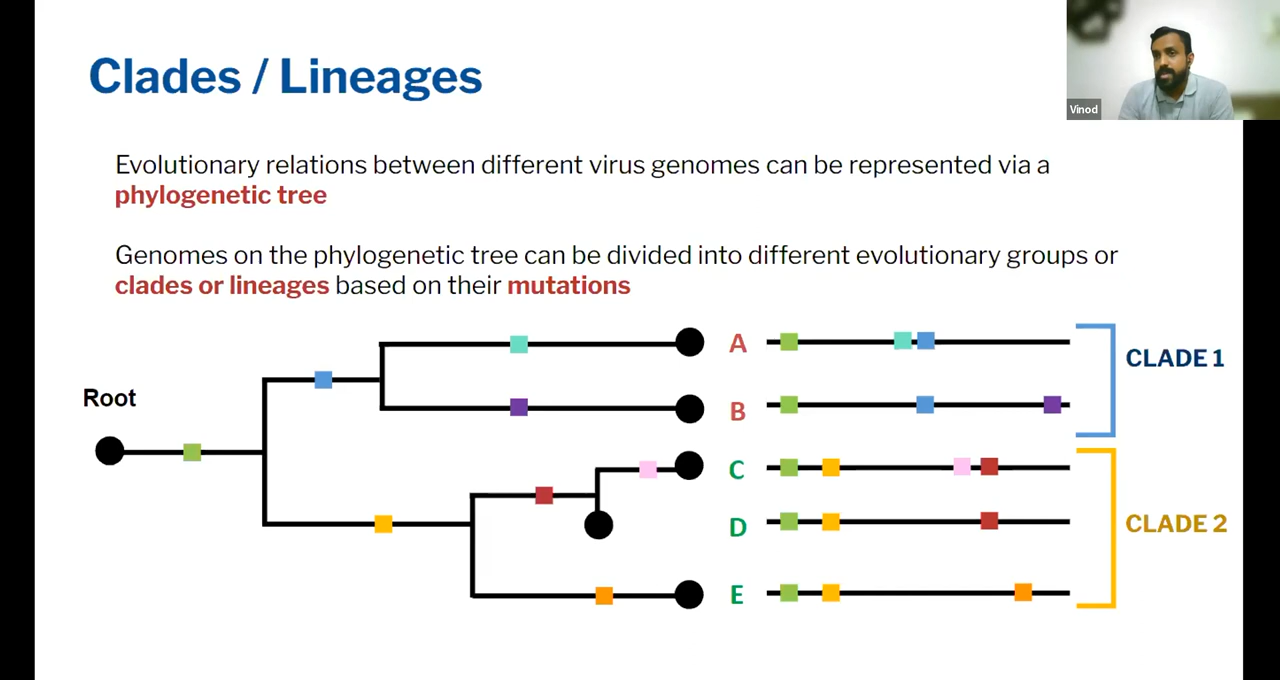 Clades / Lineages
Vinod
Evolutionary relations between different virus genomes can be represented via a
phylogenetic tree
Genomes on the phylogenetic tree can be divided into different evolutionary groups or
clades or lineages based on their mutations
Root
A
CLADE 1
B
C
D
CLADE 2
E